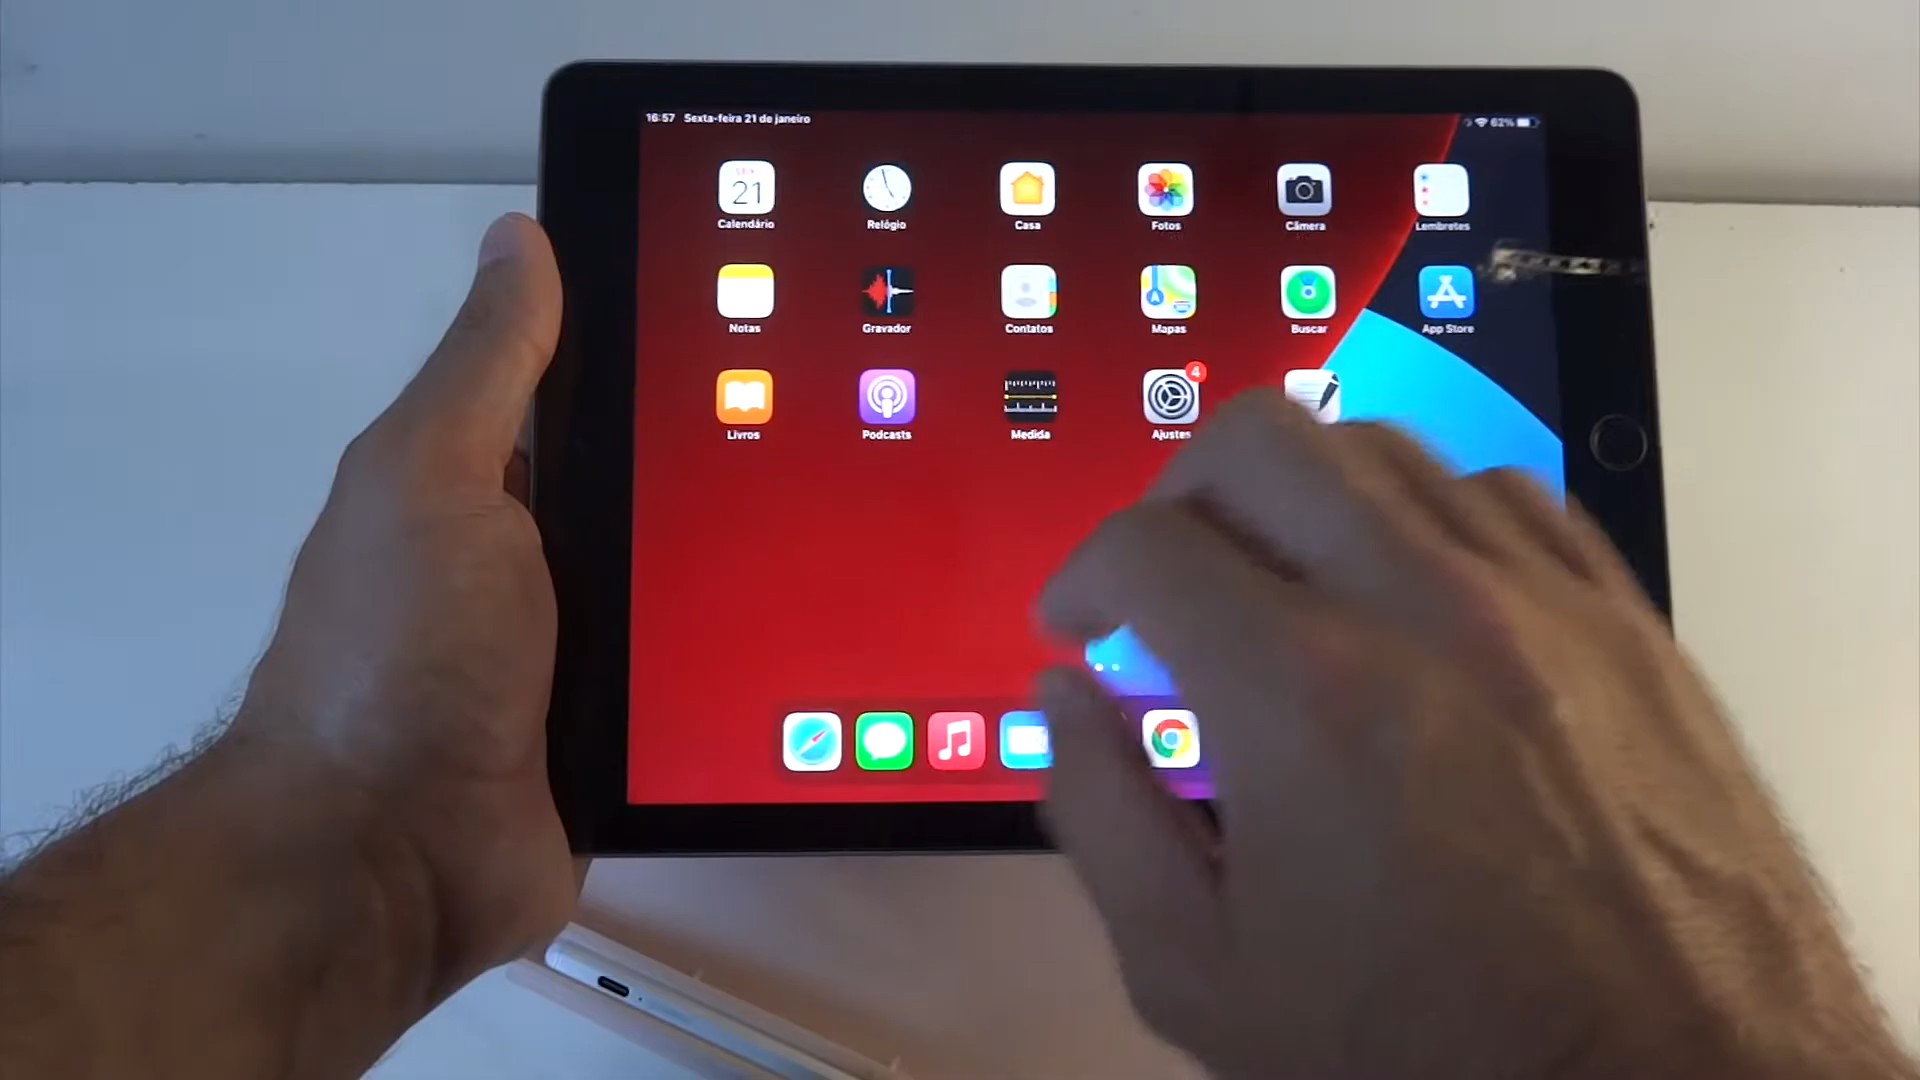 16:57 Sexta-feira 21 de janeiro
62%
SEX
21
Calendário
Relógio
Casa
Fotos
Câmera
Lembretes
Notas
Gravador
Contatos
Mapas
Buscar
App Store
4
Livros
Podcasts
Medida
Ajustes